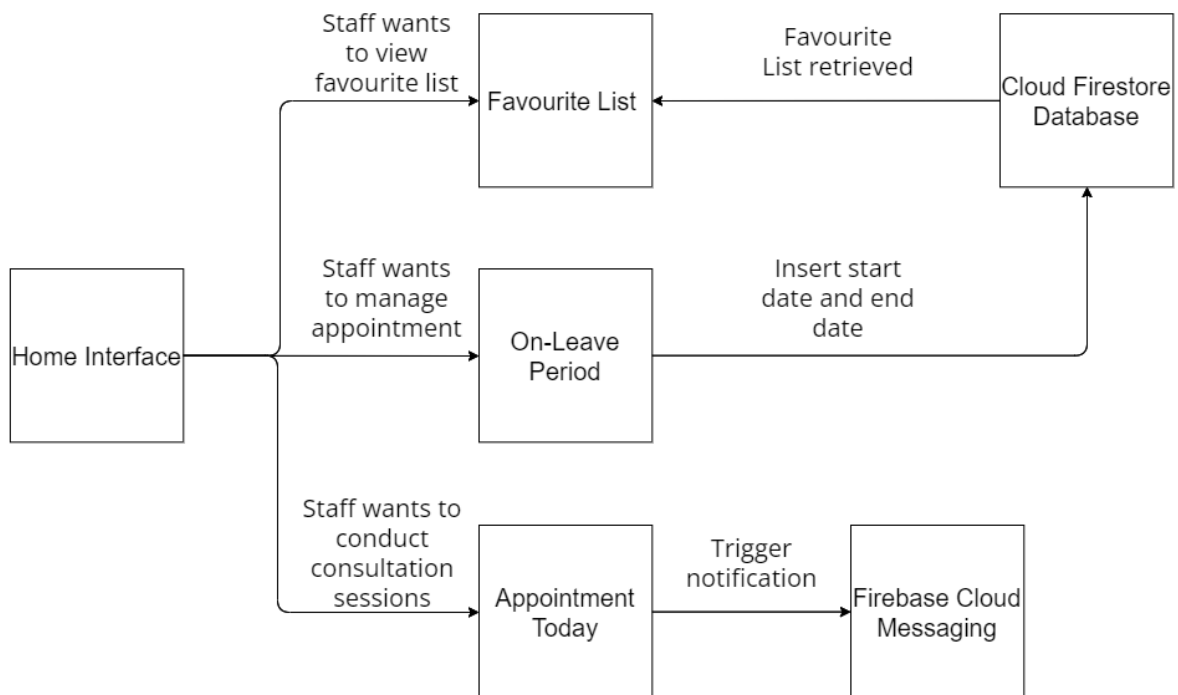 Staff wants
to view
favourite list
Favourite List
Favourite
List retrieved
Cloud Firestore
Database
Home Interface
Staff wants
to manage
appointment
On-Leave
Period
Insert start
date and end
date
Staff wants to
conduct
consultation
sessions
Appointment
Today
Trigger
notification
Firebase Cloud
Messaging